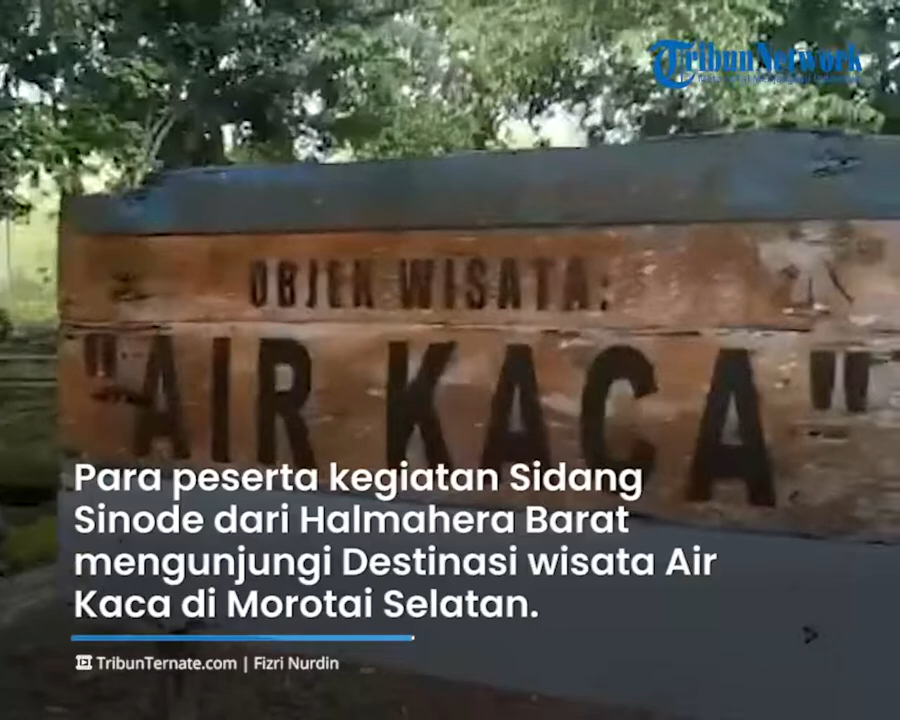 TribunNetwork
OBJEK WISATA:
"AIR KACA"
Para peserta kegiatan Sidang
Sinode dari Halmahera Barat
mengunjungi Destinasi wisata Air
Kaca di Morotai Selatan.
TribunTernate.com | Fizri Nurdin